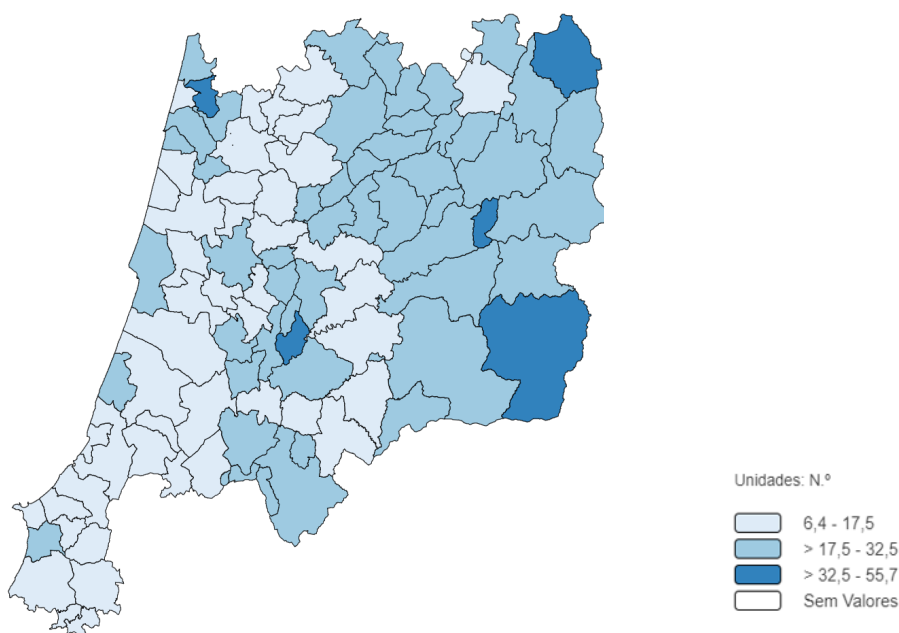 Unidades: N.º
6,4 - 17,5
> 17,5 - 32,5
> 32,5 - 55,7
Sem Valores